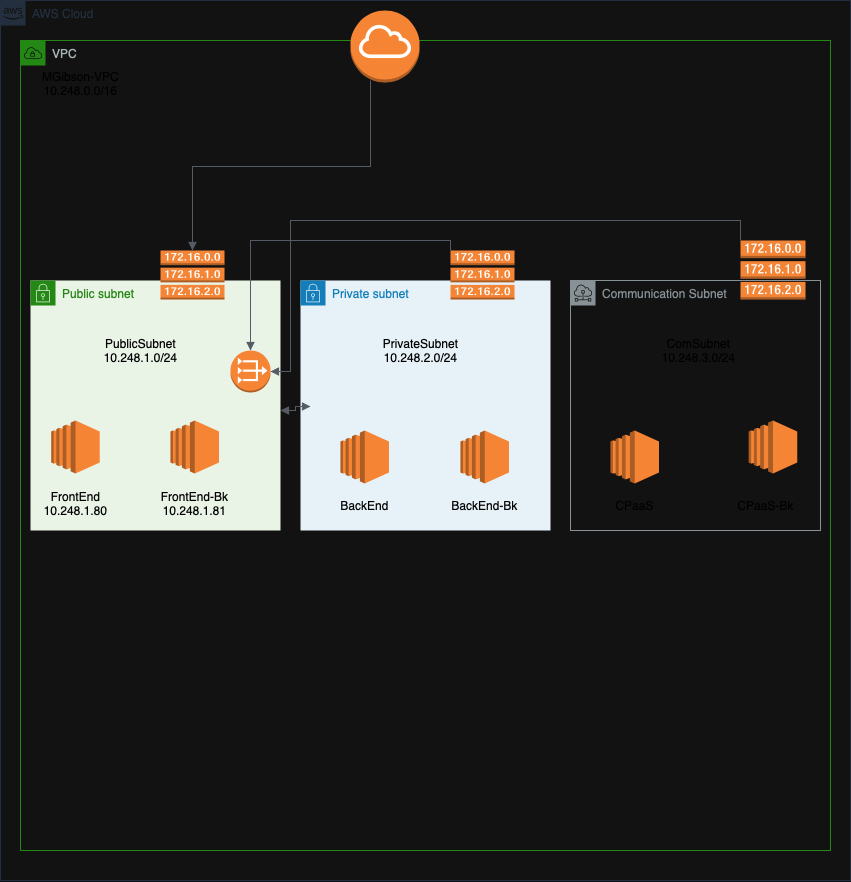 aws
AWS Cloud
VPC
MGibson-VPC
10.248.0.0/16
172.16.0.0
172.16.1.0
172.16.2.0
172.16.0.0
172.16.1.0
172.16.2.0
172.16.0.0
172.16.1.0
172.16.2.0
Public subnet
PublicSubnet
10.248.1.0/24
FrontEnd
10.248.1.80
FrontEnd-Bk
10.248.1.81
Private subnet
PrivateSubnet
10.248.2.0/24
BackEnd
BackEnd-Bk
Communication Subnet
ComSubnet
10.248.3.0/24
CPaaS
CPaaS-Bk